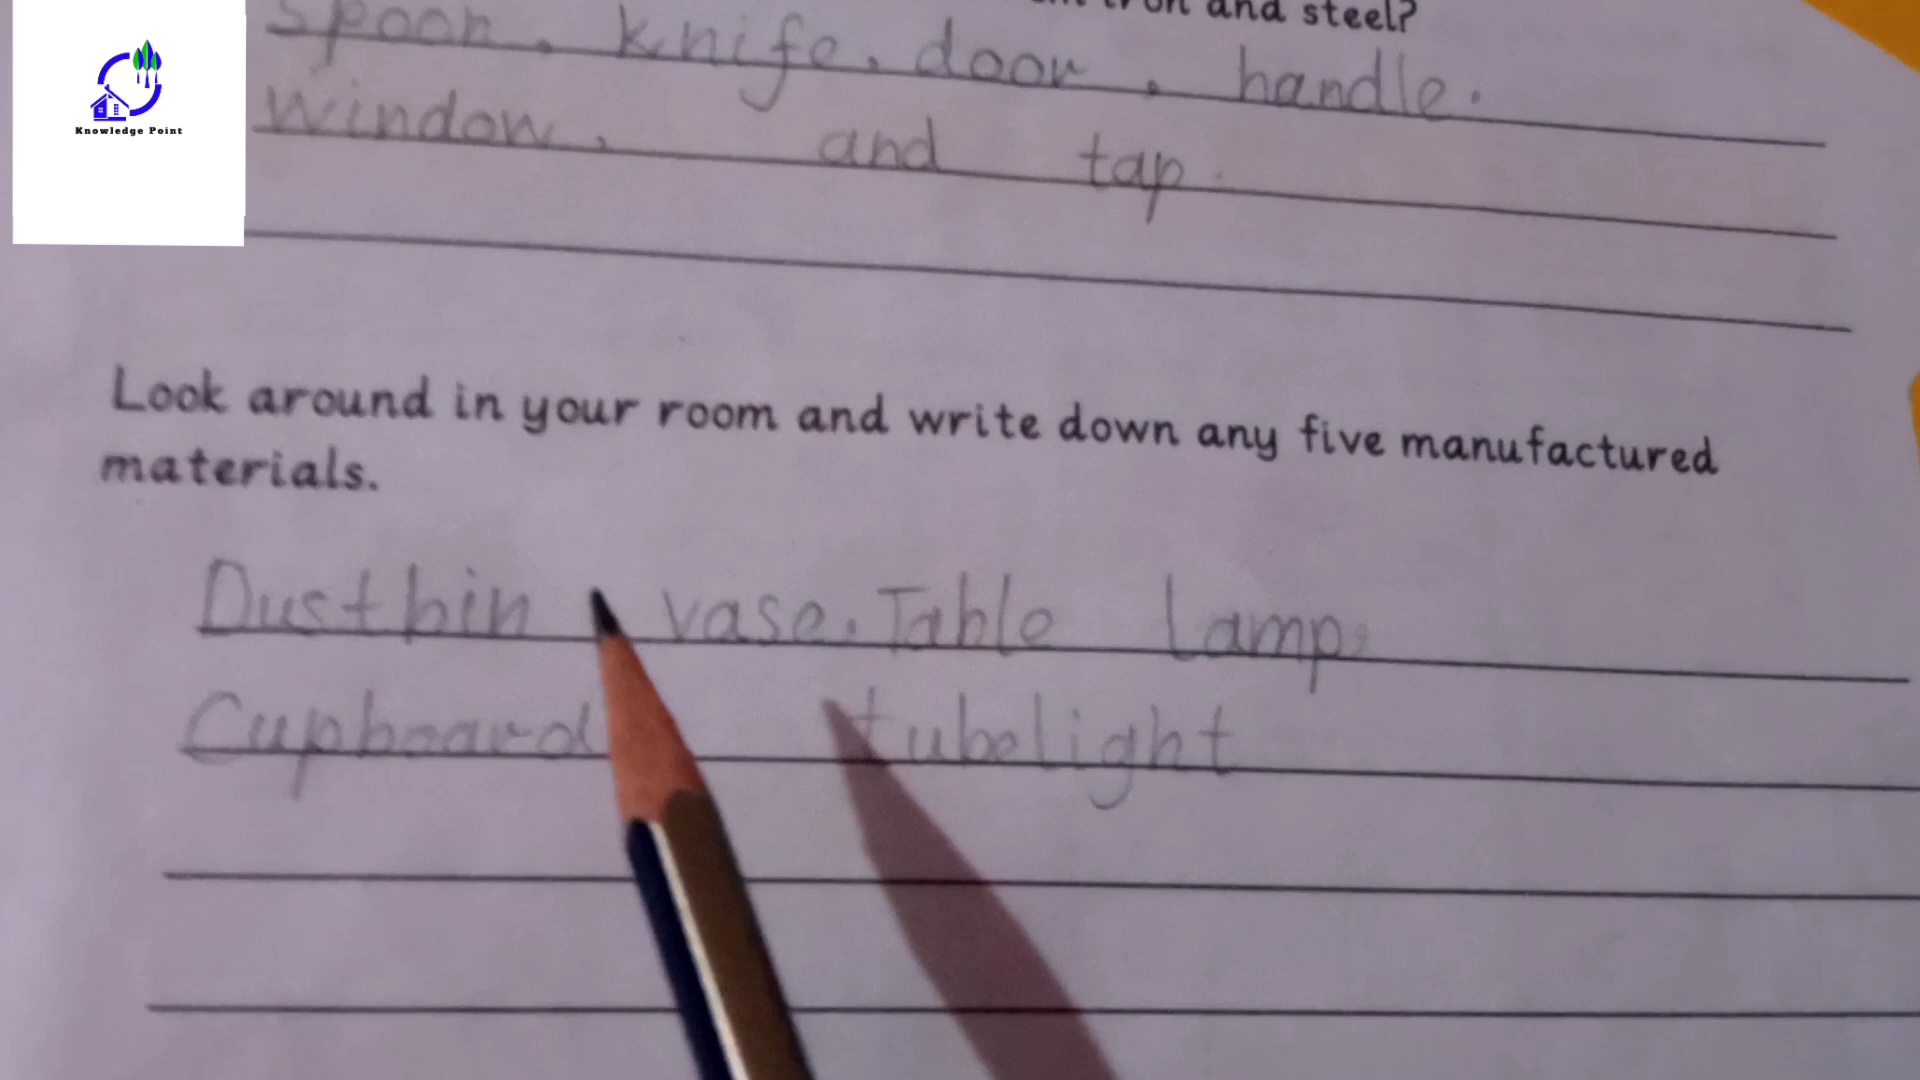 iron and steel?
Spoon, knife, door, handle.
Window, and tap.
Knowledge Point
Look around in your room and write down any five manufactured
materials.
Dustbin vase. Table lamp,
Cupboard tubelight